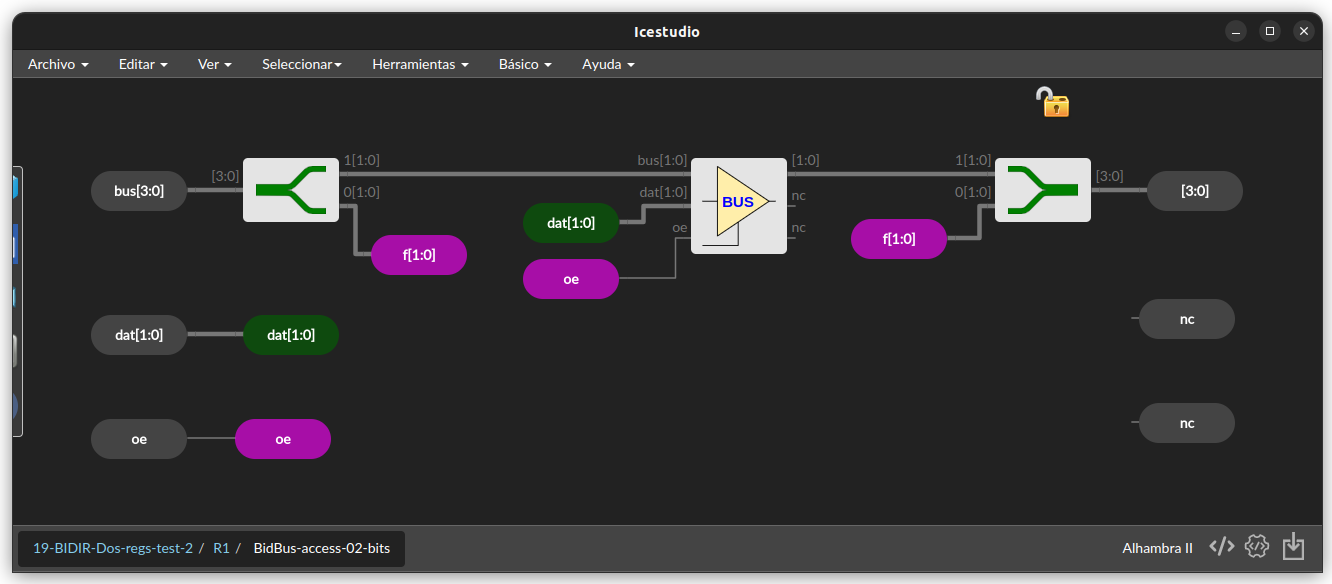 Icestudio
Archivo Editar Ver Seleccionar Herramientas Básico Ayuda
1[1:0] bus[1:0] [1:0] 1[1:0]
bus[3:0] [3:0] [3:0] [3:0]
0[1:0] dat[1:0] nc 0[1:0]
BUS
dat[1:0] oe nc
f[1:0] f[1:0]
oe
nc
dat[1:0] dat[1:0]
nc
oe oe
19-BIDIR-Dos-regs-test-2 / R1 / BidBus-access-02-bits Alhambra II </>